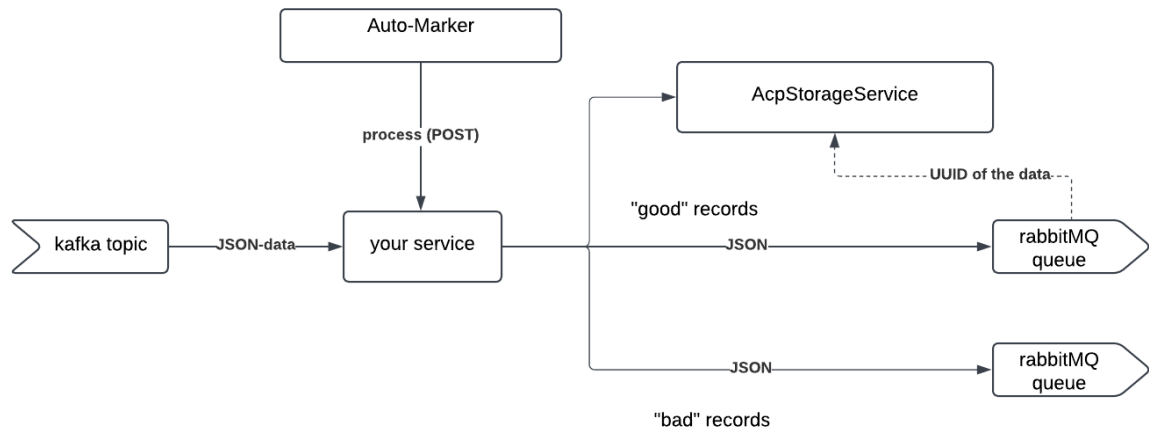 Auto-Marker
AcpStorageService
process (POST)
UUID of the data
"good" records
kafka topic
JSON-data
your service
JSON
rabbitMQ
queue
JSON
rabbitMQ
queue
"bad" records